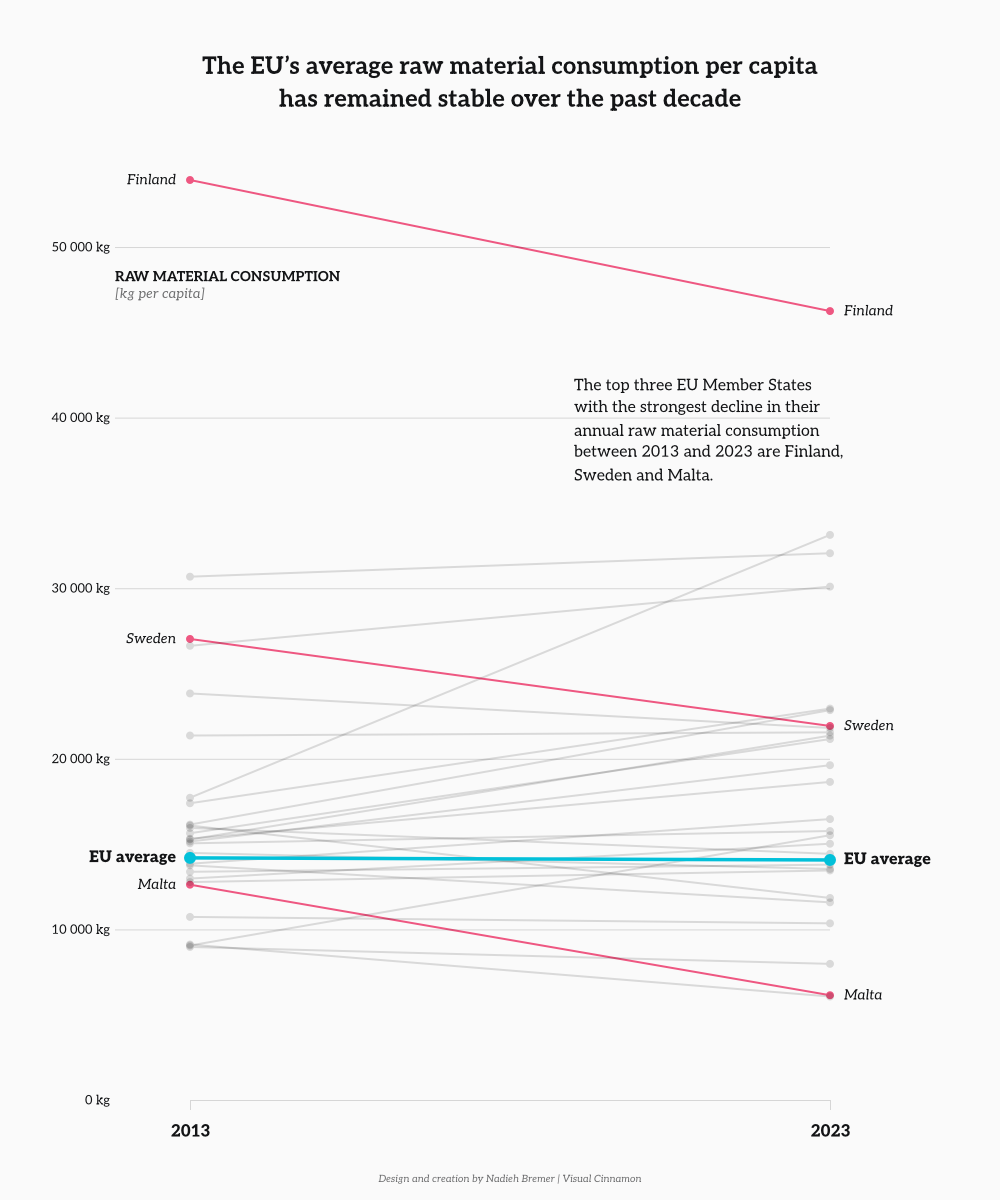 The EU’s average raw material consumption per capita
has remained stable over the past decade
Finland
50 000 kg
RAW MATERIAL CONSUMPTION
[kg per capita]
Finland
The top three EU Member States
with the strongest decline in their
40 000 kg
annual raw material consumption
between 2013 and 2023 are Finland,
Sweden and Malta.
30 000 kg
Sweden
Sweden
20 000 kg
EU average
EU average
Malta
10 000 kg
Malta
0 kg
2013
2023
Design and creation by Nadieh Bremer | Visual Cinnamon